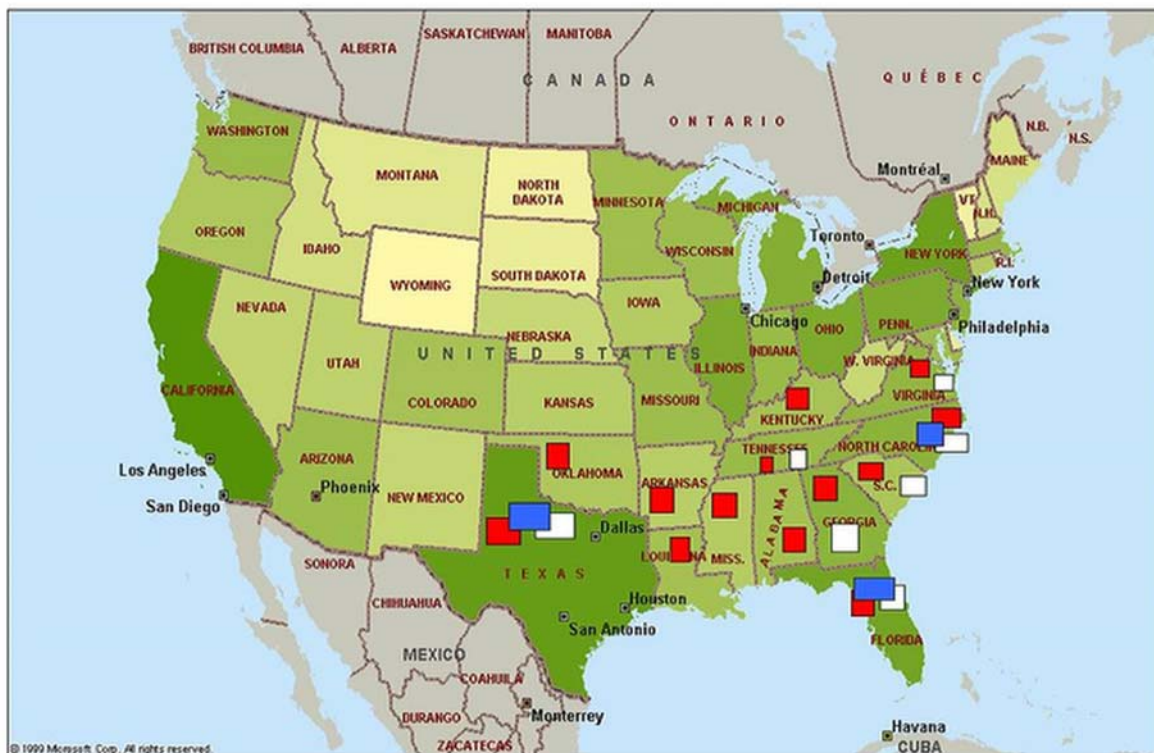 BRITISH COLUMBIA
ALBERTA
SASKATCHEWAN
MANITOBA
CANADA
ONTARIO
QUÉBEC
N.B.
N.S.
Montréal
Toronto
WASHINGTON
MONTANA
NORTH
DAKOTA
MINNESOTA
MICHIGAN
MAINE
VT.
N.H.
OREGON
IDAHO
WYOMING
SOUTH DAKOTA
WISCONSIN
NEW YORK
R.I.
Detroit
New York
NEVADA
UTAH
NEBRASKA
IOWA
Chicago
OHIO
PENN.
Philadelphia
UNITED STATES
ILLINOIS
INDIANA
W. VIRGINIA
CALIFORNIA
COLORADO
KANSAS
MISSOURI
KENTUCKY
VIRGINIA
Los Angeles
San Diego
ARIZONA
Phoenix
NEW MEXICO
OKLAHOMA
ARKANSAS
TENNESSEE
NORTH CAROLIN
S.C.
Dallas
LOUI NA
MISS.
ALABAMA
GEORGIA
SONORA
TEXAS
CHIHUAHUA
Houston
San Antonio
FLORIDA
MEXICO
COAHUILA
DURANGO
Monterrey
ZACATECAS
Havana
CUBA
© 1999 Microsoft Corp. All rights reserved.